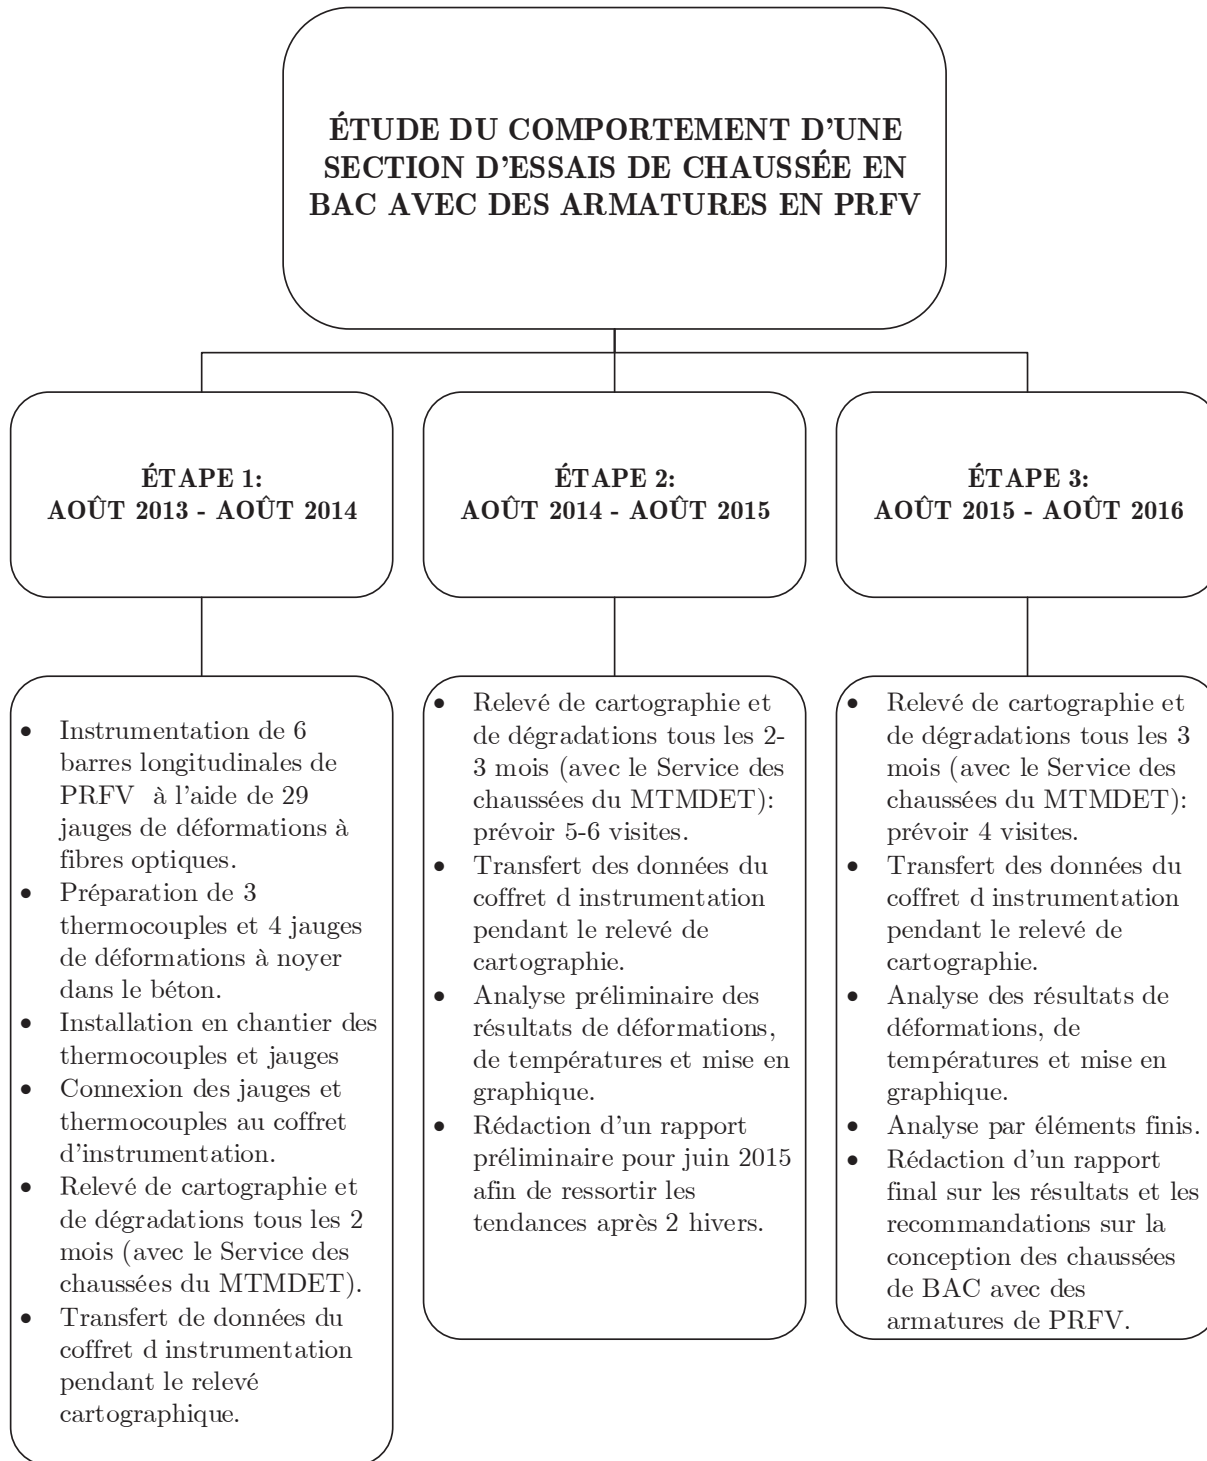 ÉTUDE DU COMPORTEMENT D'UNE
SECTION D'ESSAIS DE CHAUSSÉE EN
BAC AVEC DES ARMATURES EN PRFV
ÉTAPE 1:
AOÛT 2013 - AOÛT 2014
• Instrumentation de 6
barres longitudinales de
PRFV à l'aide de 29
jauges de déformations à
fibres optiques.
• Préparation de 3
thermocouples et 4 jauges
de déformations à noyer
dans le béton.
• Installation en chantier des
thermocouples et jauges
• Connexion des jauges et
thermocouples au coffret
d'instrumentation.
• Relevé de cartographie et
de dégradations tous les 2
mois (avec le Service des
chaussées du MTMDET).
• Transfert de données du
coffret d instrumentation
pendant le relevé
cartographique.
ÉTAPE 2:
AOÛT 2014 - AOÛT 2015
• Relevé de cartographie et
de dégradations tous les 2-
3 mois (avec le Service des
chaussées du MTMDET):
prévoir 5-6 visites.
• Transfert des données du
coffret d instrumentation
pendant le relevé de
cartographie.
• Analyse préliminaire des
résultats de déformations,
de températures et mise en
graphique.
• Rédaction d'un rapport
préliminaire pour juin 2015
afin de ressortir les
tendances après 2 hivers.
ÉTAPE 3:
AOÛT 2015 - AOÛT 2016
• Relevé de cartographie et
de dégradations tous les 3
mois (avec le Service des
chaussées du MTMDET):
prévoir 4 visites.
• Transfert des données du
coffret d instrumentation
pendant le relevé de
cartographie.
• Analyse des résultats de
déformations, de
températures et mise en
graphique.
• Analyse par éléments finis.
• Rédaction d'un rapport
final sur les résultats et les
recommandations sur la
conception des chaussées
de BAC avec des
armatures de PRFV.